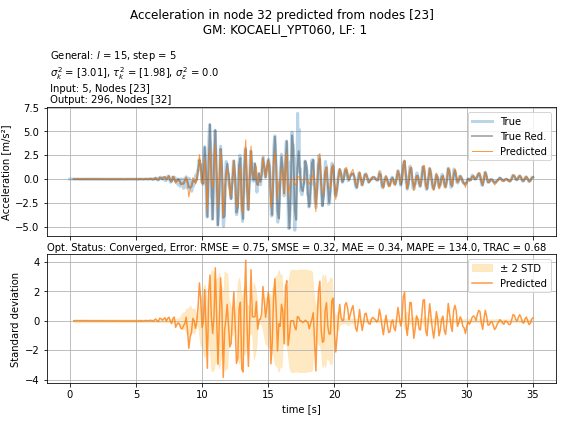 Acceleration in node 32 predicted from nodes [23]
GM: KOCAELI_YPT060, LF: 1
General: l = 15, step = 5
σ²ₖ = [3.01], τ²ₖ = [1.98], σ²ε = 0.0
Input: 5, Nodes [23]
Output: 296, Nodes [32]
Acceleration [m/s²]
7.5
5.0
2.5
0.0
−2.5
−5.0
True
True Red.
Predicted
Opt. Status: Converged, Error: RMSE = 0.75, SMSE = 0.32, MAE = 0.34, MAPE = 134.0, TRAC = 0.68
Standard deviation
4
2
0
−2
−4
± 2 STD
Predicted
0 5 10 15 20 25 30 35
time [s]